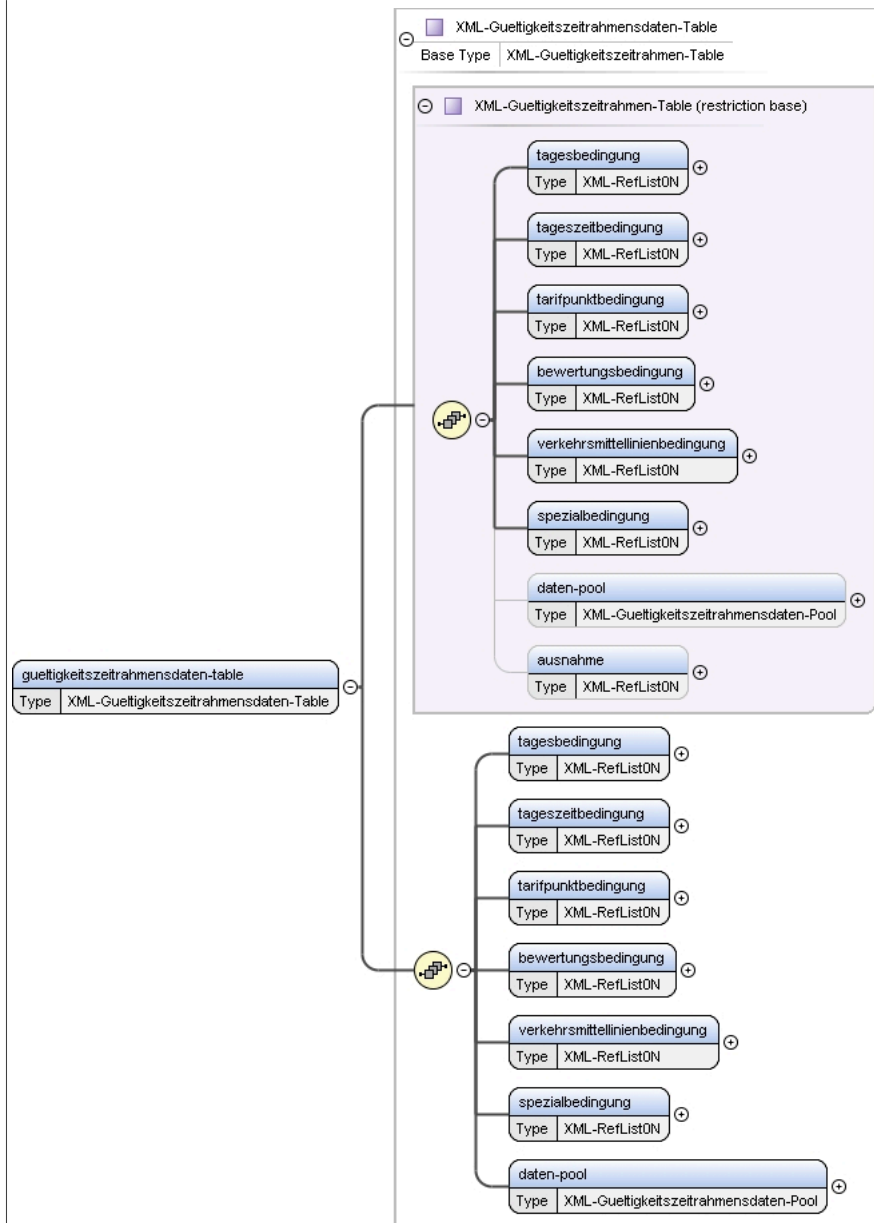 XML-Gueltigkeitszeitrahmensdaten-Table
Base Type XML-Gueltigkeitszeitrahmen-Table
XML-Gueltigkeitszeitrahmen-Table (restriction base)
tagesbedingung
Type XML-RefList0N
tageszeitbedingung
Type XML-RefList0N
tarifpunktbedingung
Type XML-RefList0N
bewertungsbedingung
Type XML-RefList0N
verkehrsmittellinienbedingung
Type XML-RefList0N
spezialbedingung
Type XML-RefList0N
daten-pool
Type XML-Gueltigkeitszeitrahmensdaten-Pool
ausnahme
Type XML-RefList0N
gueltigkeitszeitrahmensdaten-table
Type XML-Gueltigkeitszeitrahmensdaten-Table
tagesbedingung
Type XML-RefList0N
tageszeitbedingung
Type XML-RefList0N
tarifpunktbedingung
Type XML-RefList0N
bewertungsbedingung
Type XML-RefList0N
verkehrsmittellinienbedingung
Type XML-RefList0N
spezialbedingung
Type XML-RefList0N
daten-pool
Type XML-Gueltigkeitszeitrahmensdaten-Pool